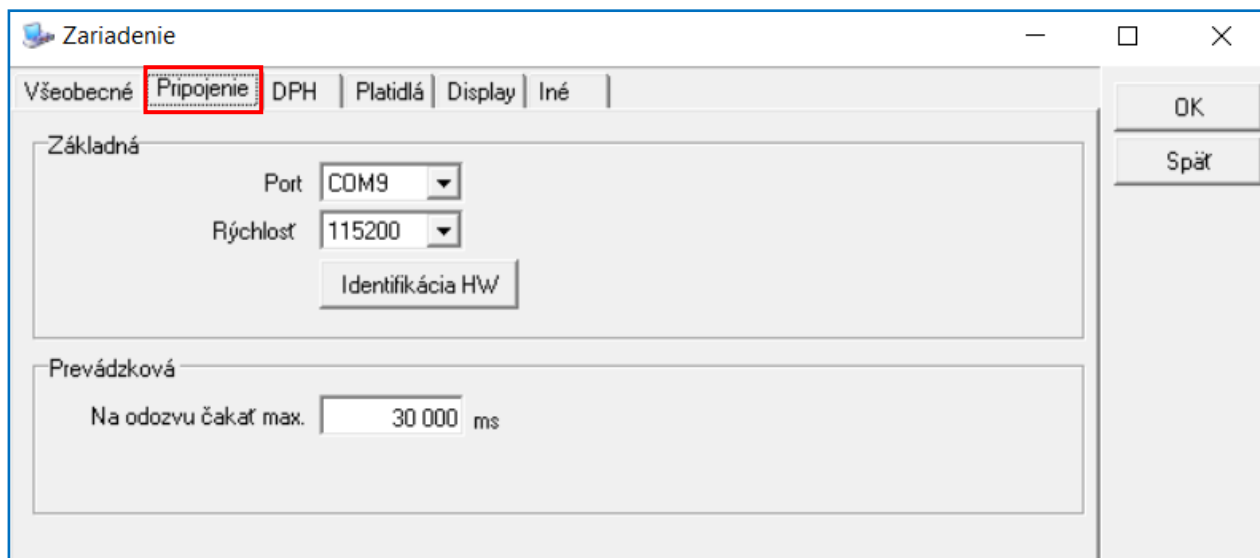 Zariadenie
Všeobecné Pripojenie DPH Platidlá Display Iné
OK
Späť
Základná
Port COM9
Rýchlosť 115200
Identifikácia HW
Prevádzková
Na odozvu čakať max. 30 000 ms